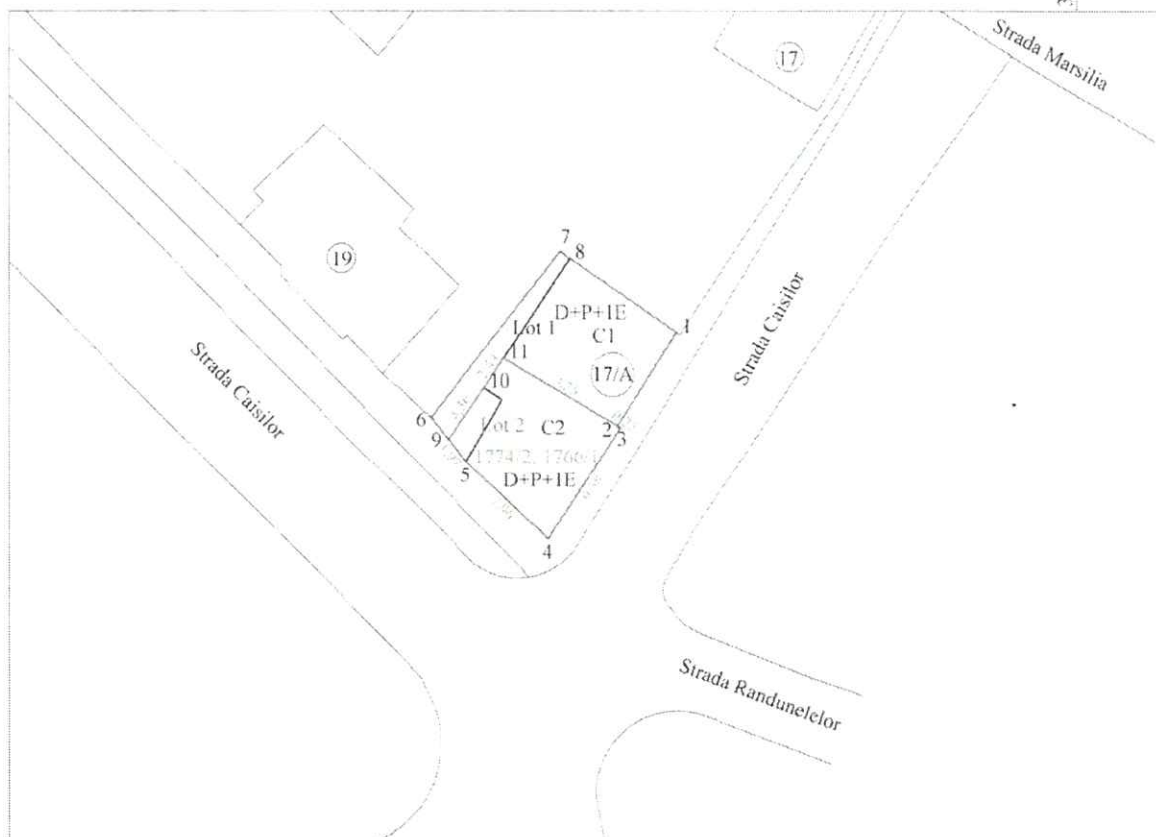 Strada Marsilia
17
7
8
19
D+P+1E
1
Lot 1
C1
11
17/A
Strada Caisilor
10
Strada Caisilor
6
Lot 2
C2
2
3
9
1774/2, 1766/1
5
D+P+1E
4
Strada Randunelelor